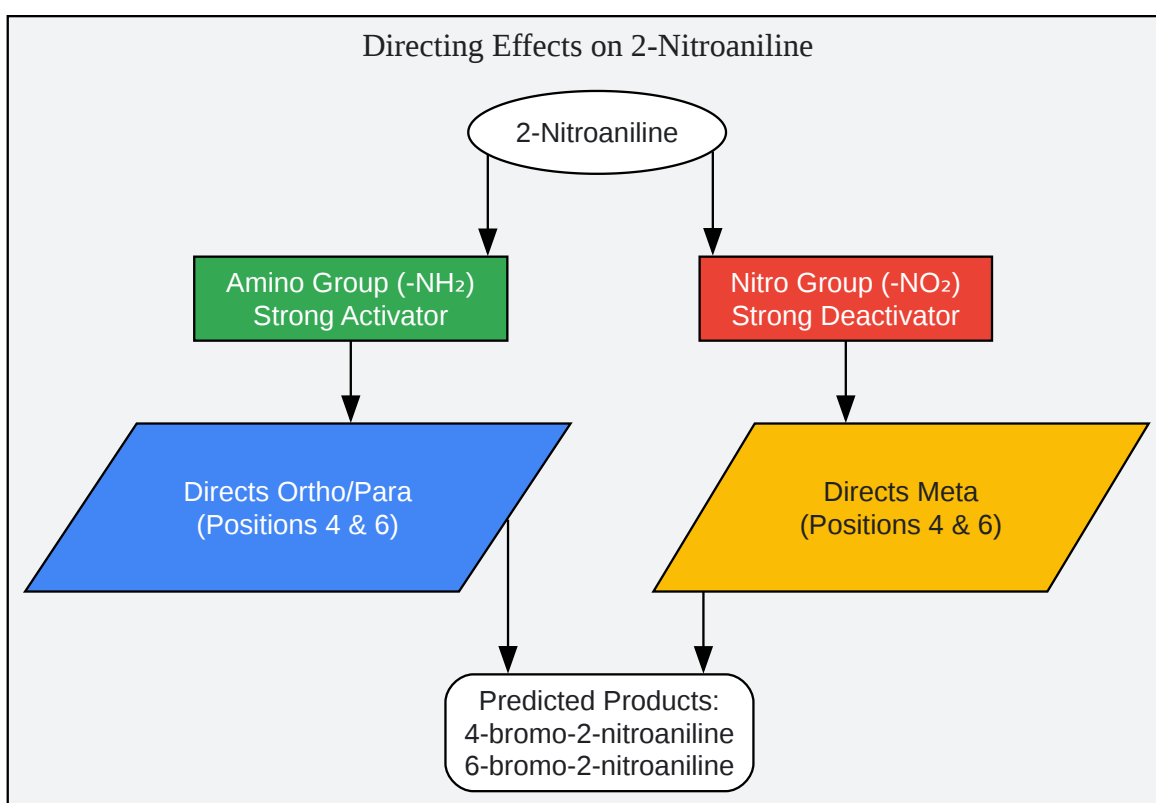 Directing Effects on 2-Nitroaniline
2-Nitroaniline
Amino Group (-NH₂)
Strong Activator
Nitro Group (-NO₂)
Strong Deactivator
Directs Ortho/Para
(Positions 4 & 6)
Directs Meta
(Positions 4 & 6)
Predicted Products:
4-bromo-2-nitroaniline
6-bromo-2-nitroaniline